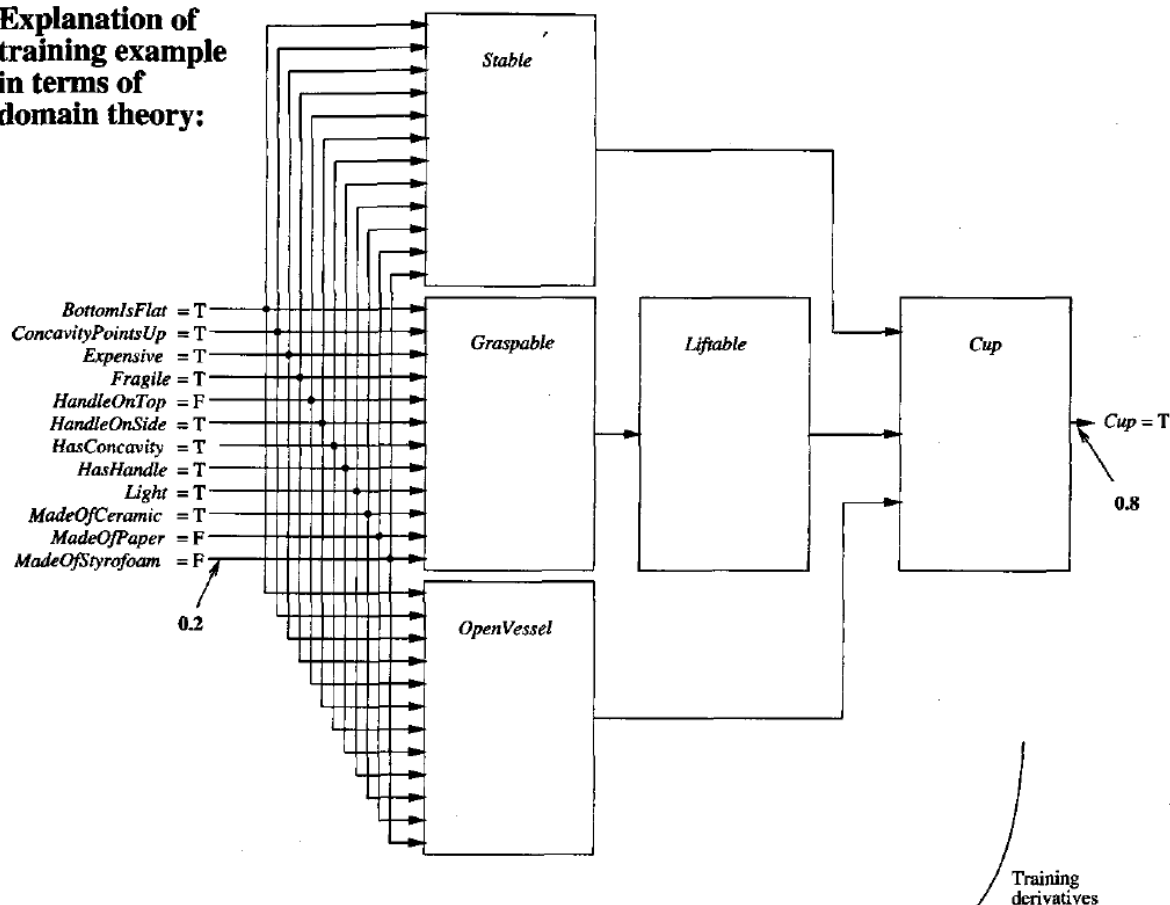 Explanation of
training example
in terms of
domain theory:
Stable
BottomIsFlat = T
ConcavityPointsUp = T
Expensive = T
Fragile = T
HandleOnTop = F
HandleOnSide = T
HasConcavity = T
HasHandle = T
Light = T
MadeOfCeramic = T
MadeOfPaper = F
MadeOfStyrofoam = F
0.2
Graspable
Liftable
Cup
Cup = T
0.8
OpenVessel
Training
derivatives